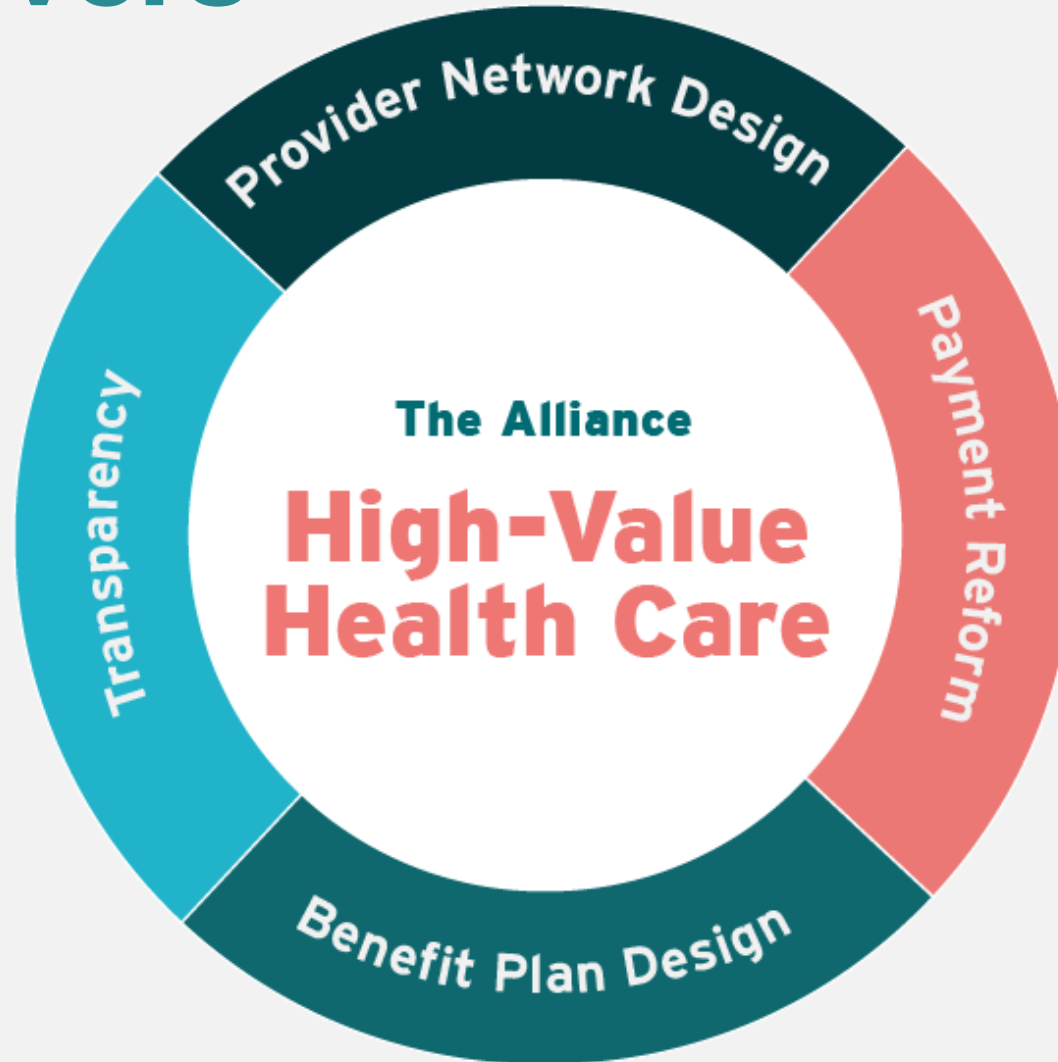 Provider Network Design
Payment Reform
The Alliance
High-Value
Health Care
Transparency
Benefit Plan Design